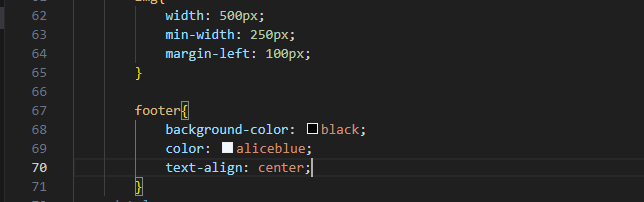 62 width: 500px;
63 min-width: 250px;
64 margin-left: 100px;
65 }
66
67 footer{
68 background-color: black;
69 color: aliceblue;
70 text-align: center;
71 }